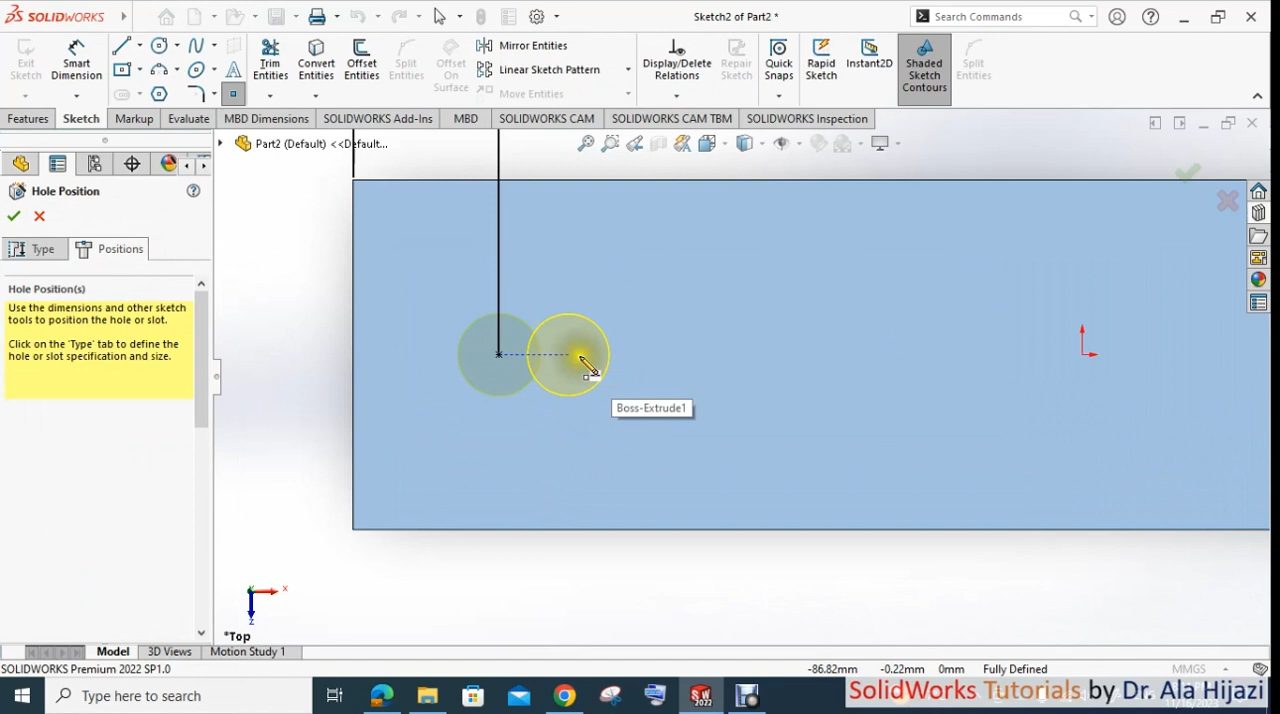 SOLIDWORKS
Sketch2 of Part2 *
Search Commands
Exit Sketch
Smart Dimension
Trim Entities
Convert Entities
Offset Entities
Split Entities
Offset On Surface
Mirror Entities
Linear Sketch Pattern
Move Entities
Display/Delete Relations
Repair Sketch
Quick Snaps
Rapid Sketch
Instant2D
Shaded Sketch Contours
Split Entities
Features
Sketch
Markup
Evaluate
MBD Dimensions
SOLIDWORKS Add-Ins
MBD
SOLIDWORKS CAM
SOLIDWORKS CAM TBM
SOLIDWORKS Inspection
Part2 (Default) <<Default...
Hole Position
Type
Positions
Hole Position(s)
Use the dimensions and other sketch
tools to position the hole or slot.
Click on the 'Type' tab to define the
hole or slot specification and size.
Boss-Extrude1
x
z
*Top
Model
3D Views
Motion Study 1
SOLIDWORKS Premium 2022 SP1.0
-86.82mm
-0.22mm
0mm
Fully Defined
MMGS
Type here to search
SolidWorks Tutorials by Dr. Ala Hijazi